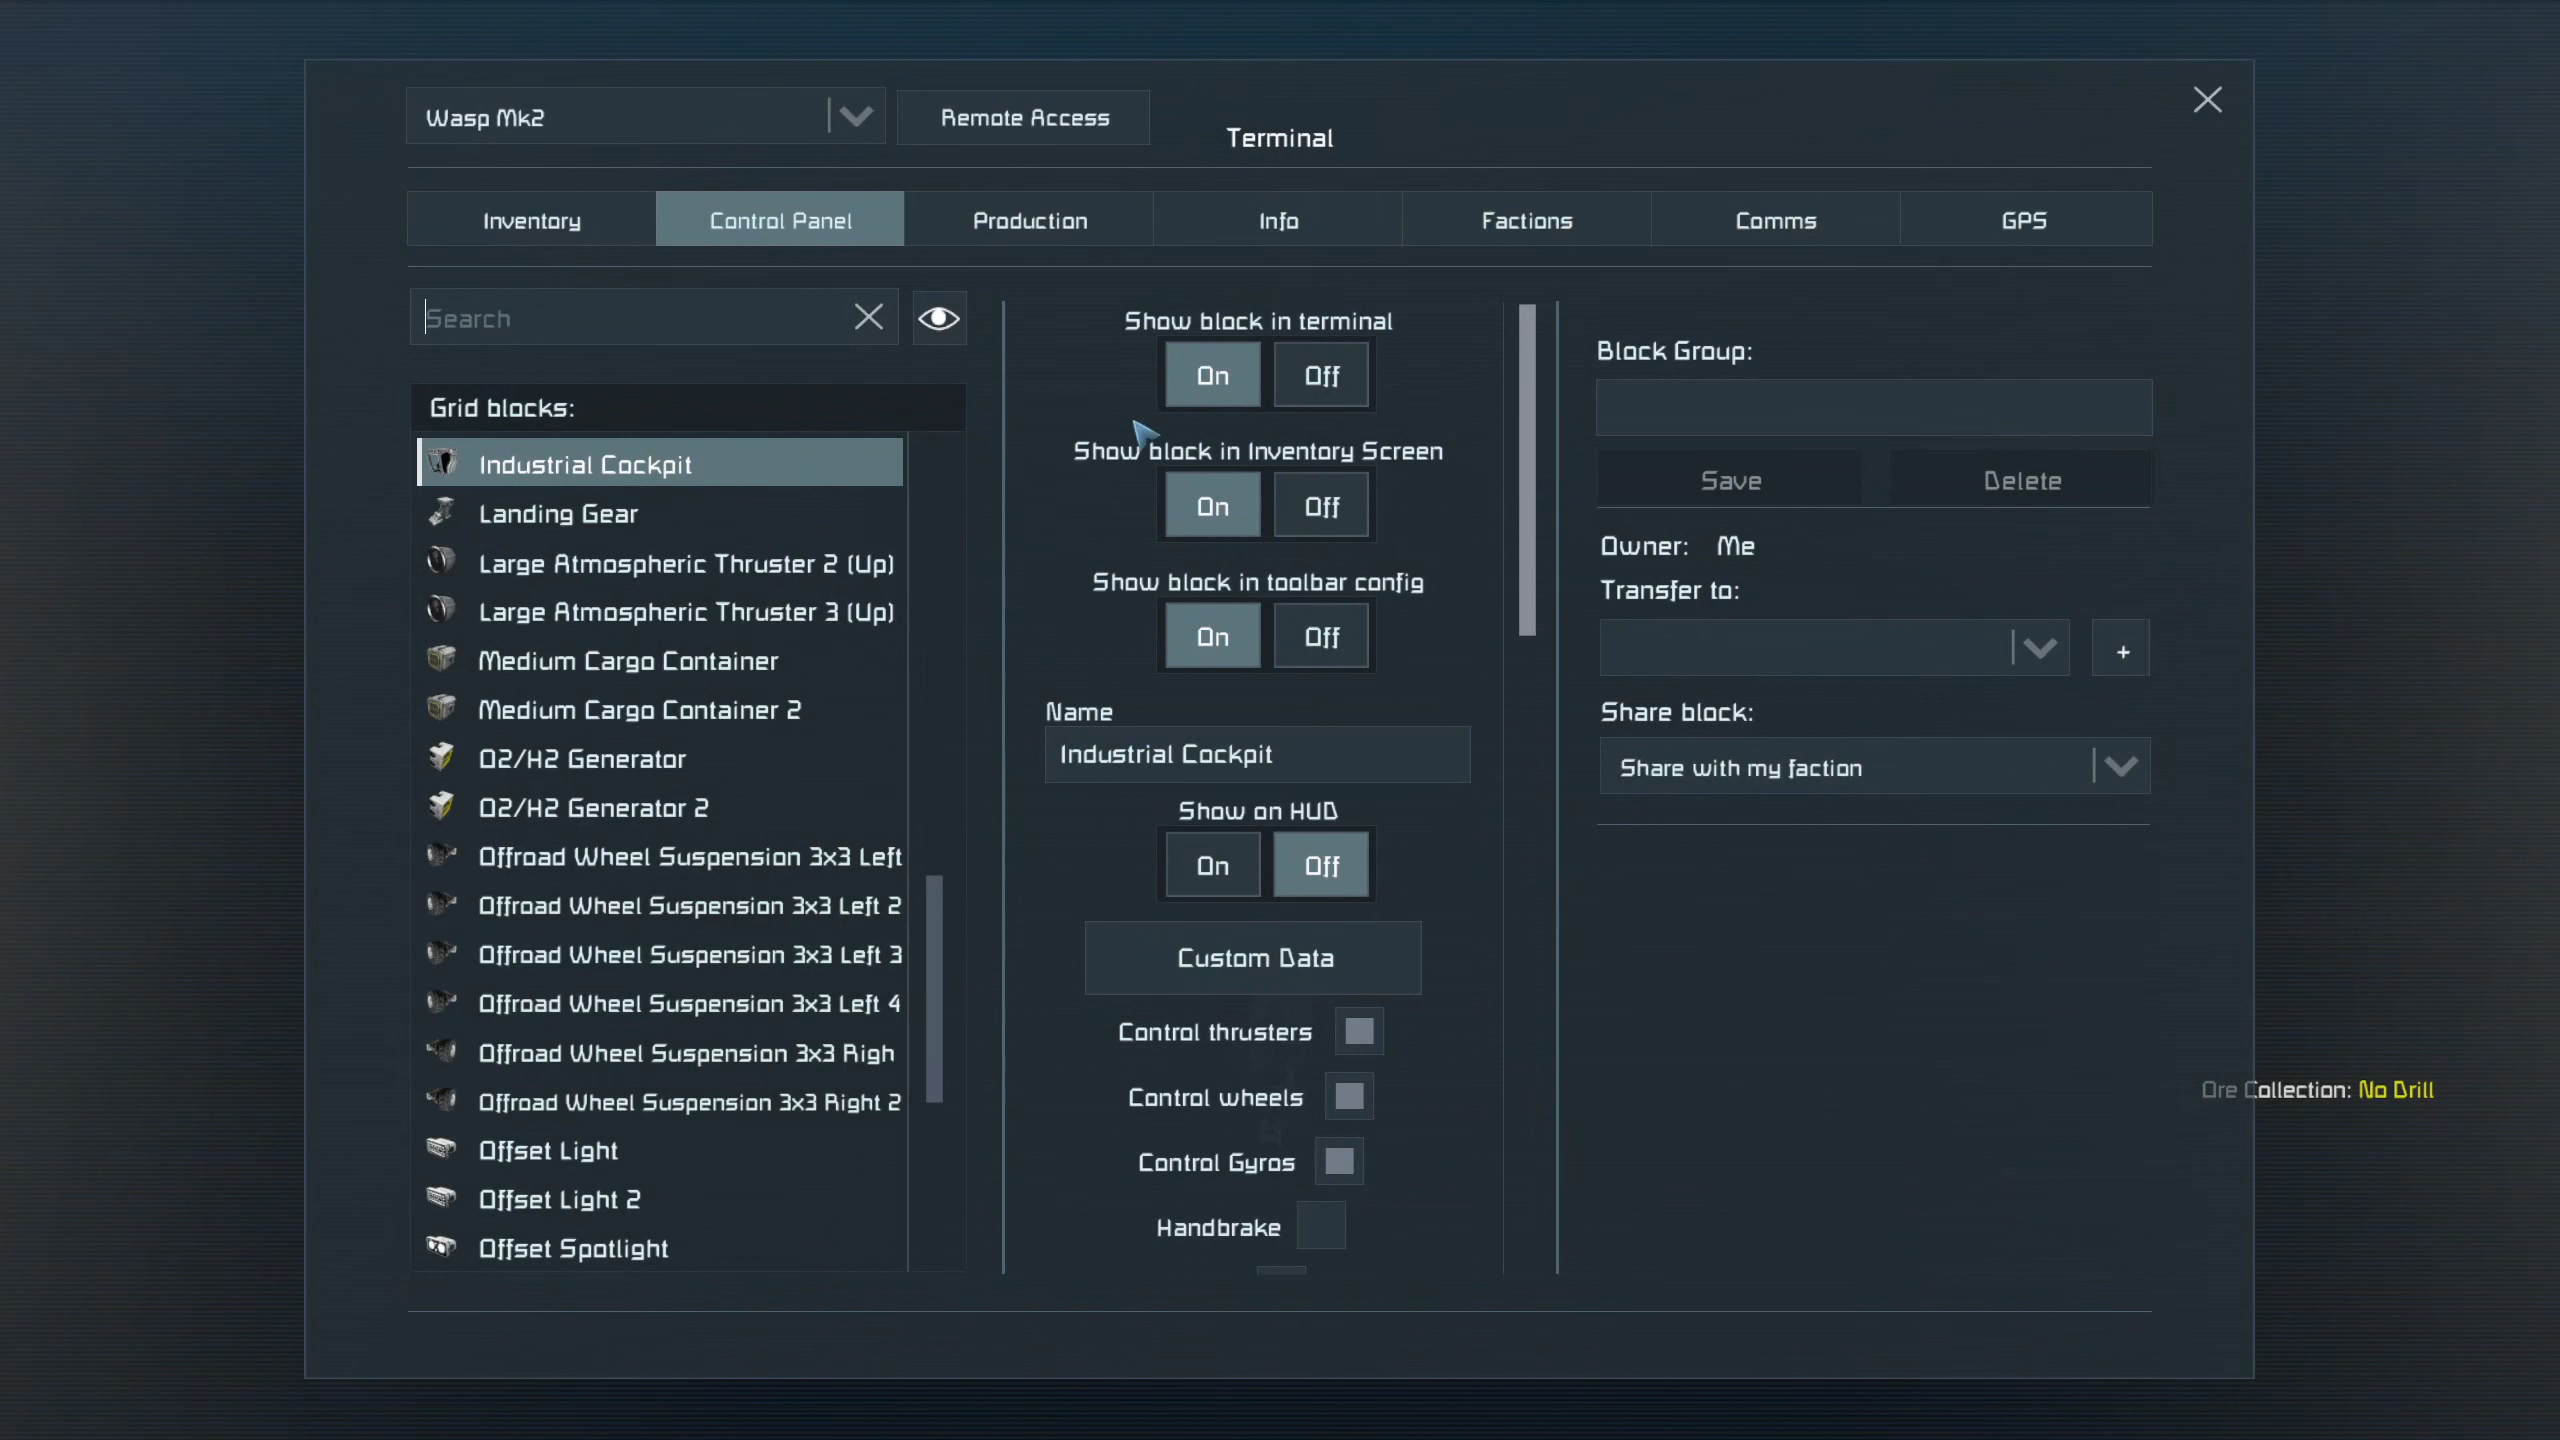 Wasp Mk2
Remote Access
Terminal
Inventory
Control Panel
Production
Info
Factions
Comms
GPS
Search
Grid blocks:
Industrial Cockpit
Landing Gear
Large Atmospheric Thruster 2 (Up)
Large Atmospheric Thruster 3 (Up)
Medium Cargo Container
Medium Cargo Container 2
O2/H2 Generator
O2/H2 Generator 2
Offroad Wheel Suspension 3x3 Left
Offroad Wheel Suspension 3x3 Left 2
Offroad Wheel Suspension 3x3 Left 3
Offroad Wheel Suspension 3x3 Left 4
Offroad Wheel Suspension 3x3 Righ
Offroad Wheel Suspension 3x3 Right 2
Offset Light
Offset Light 2
Offset Spotlight
Show block in terminal
On Off
Show block in Inventory Screen
On Off
Show block in toolbar config
On Off
Name
Industrial Cockpit
Show on HUD
On Off
Custom Data
Control thrusters
Control wheels
Control Gyros
Handbrake
Block Group:
Save Delete
Owner: Me
Transfer to:
+
Share block:
Share with my faction
Ore Collection: No Drill